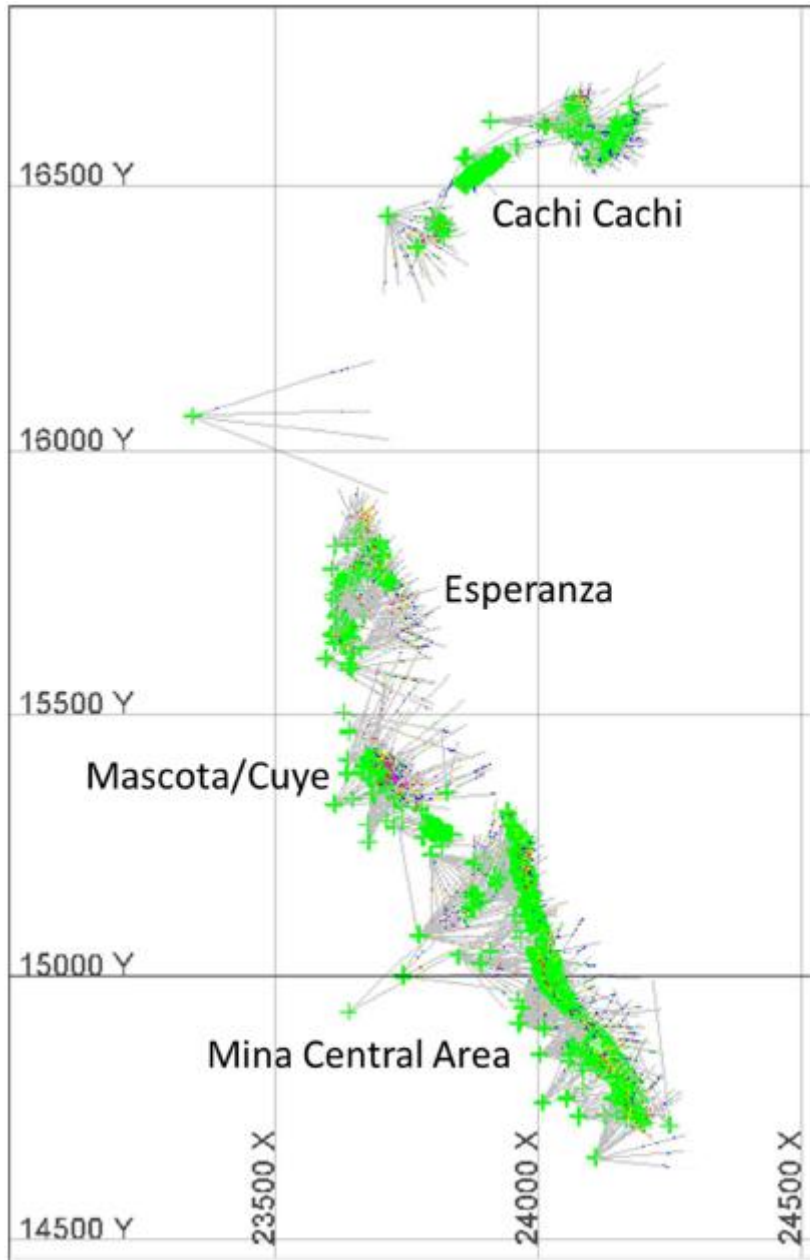 16500 Y
Cachi Cachi
16000 Y
Esperanza
15500 Y
Mascota/Cuye
15000 Y
Mina Central Area
23500 X
24000 X
24500 X
14500 Y